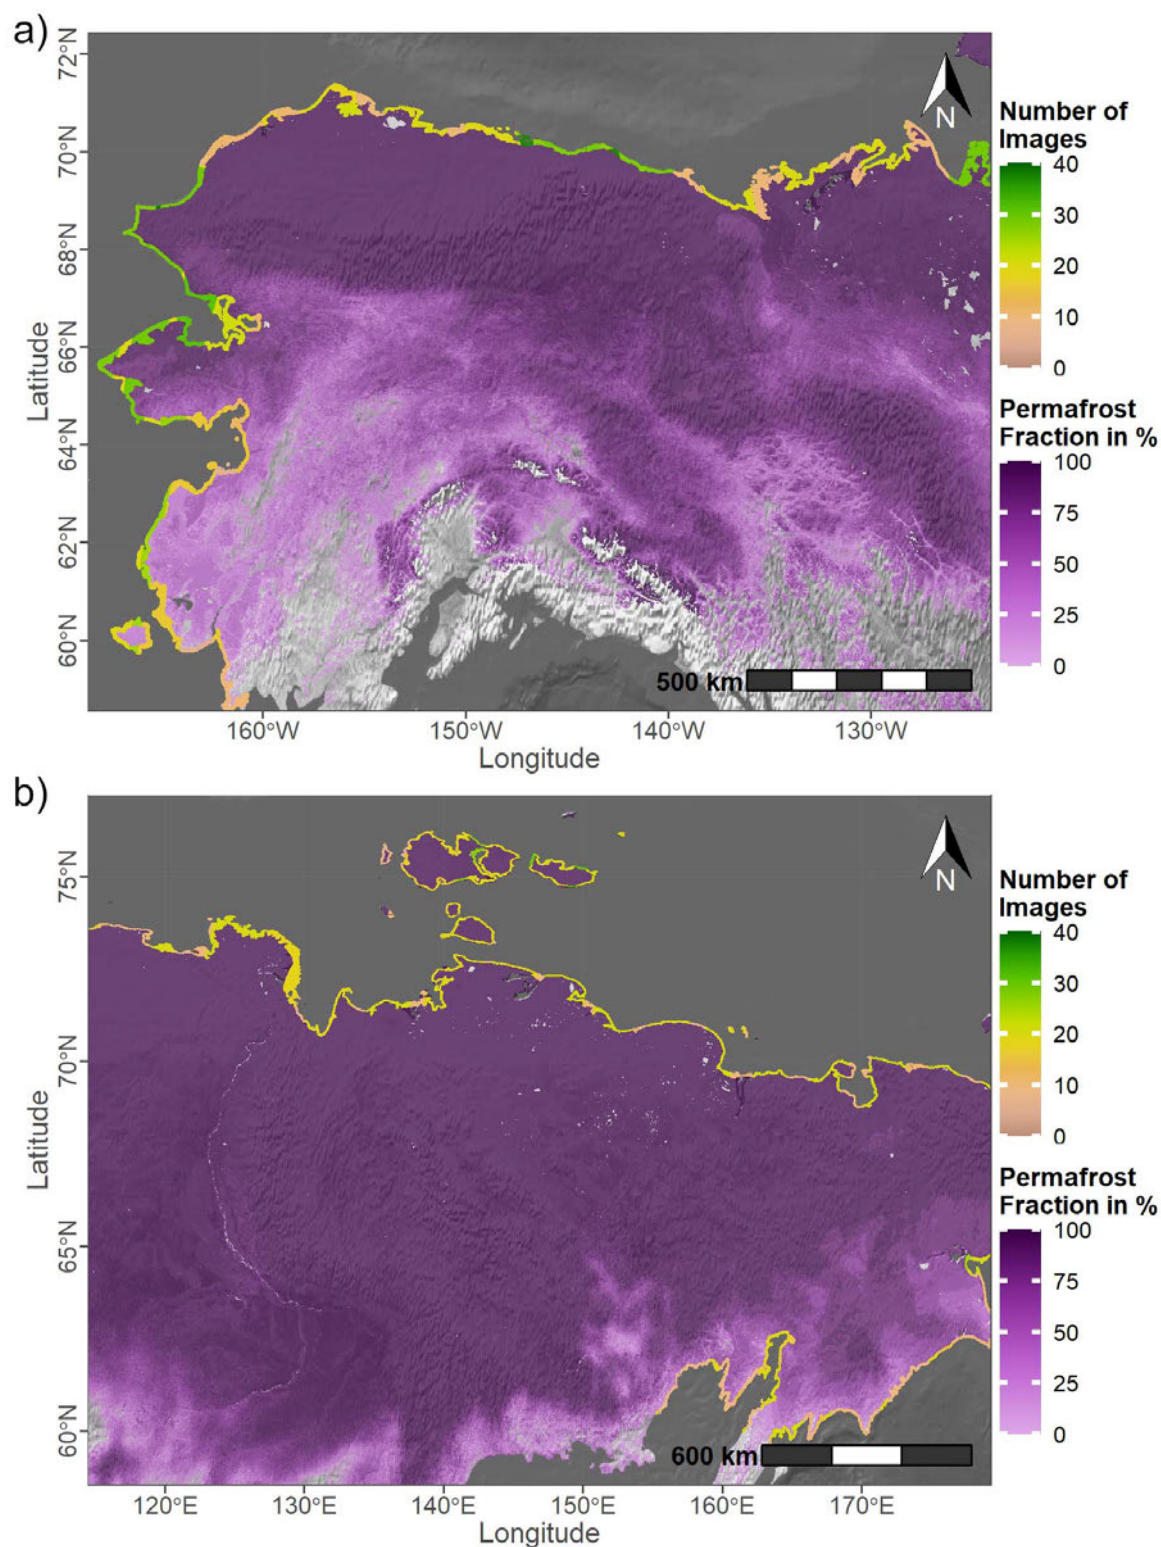 a)
72°N
70°N
68°N
66°N
64°N
62°N
60°N
Latitude
160°W
150°W
140°W
130°W
Longitude
N
500 km
Number of
Images
40
30
20
10
0
Permafrost
Fraction in %
100
75
50
25
0
b)
75°N
70°N
65°N
60°N
Latitude
120°E
130°E
140°E
150°E
160°E
170°E
Longitude
N
600 km
Number of
Images
40
30
20
10
0
Permafrost
Fraction in %
100
75
50
25
0